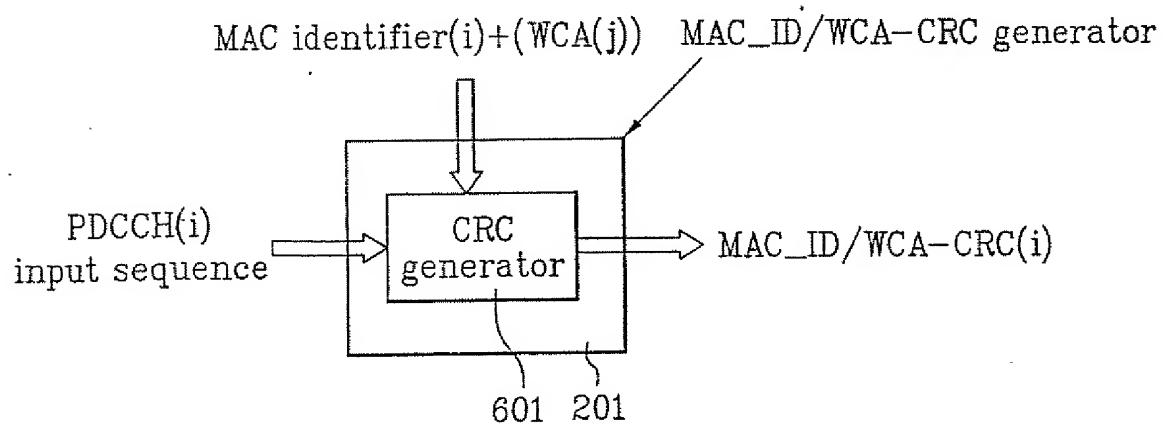 MAC identifier(i)+(WCA(j))
MAC_ID/WCA-CRC generator
PDCCH(i)
input sequence
CRC
generator
MAC_ID/WCA-CRC(i)
601
201